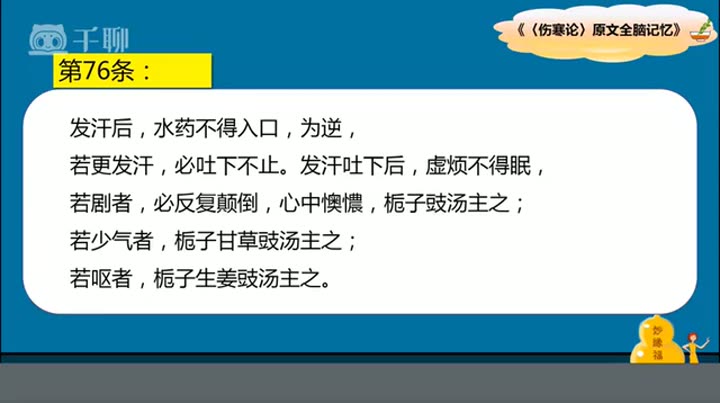 千聊
《〈伤寒论〉原文全脑记忆》
第76条：
发汗后，水药不得入口，为逆，
若更发汗，必吐下不止。发汗吐下后，虚烦不得眠，
若剧者，必反复颠倒，心中懊憹，栀子豉汤主之；
若少气者，栀子甘草豉汤主之；
若呕者，栀子生姜豉汤主之。
妙
缘
福